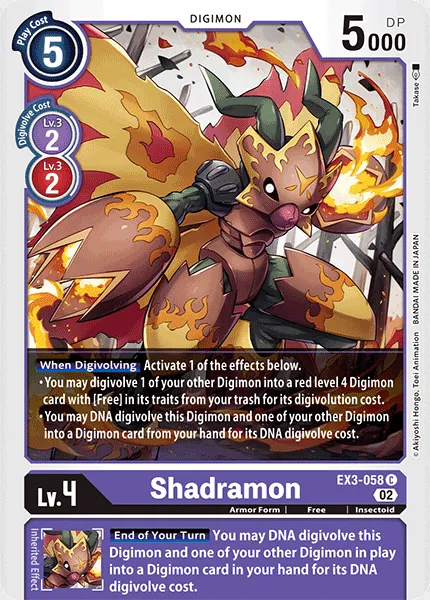 Play Cost
5
DIGIMON
DP
5000
Digivolve Cost
Lv.3
2
Lv.3
2
Takase
©Akiyoshi Hongo, Toei Animation BANDAI MADE IN JAPAN
When Digivolving Activate 1 of the effects below.
•You may digivolve 1 of your other Digimon into a red level 4 Digimon
card with [Free] in its traits from your trash for its digivolution cost.
•You may DNA digivolve this Digimon and one of your other Digimon
into a Digimon card from your hand for its DNA digivolve cost.
EX3-058 C
Lv.4
Shadramon
02
Armor Form | Free | Insectoid
Inherited Effect
End of Your Turn You may DNA digivolve this
Digimon and one of your other Digimon in play
into a Digimon card in your hand for its DNA
digivolve cost.